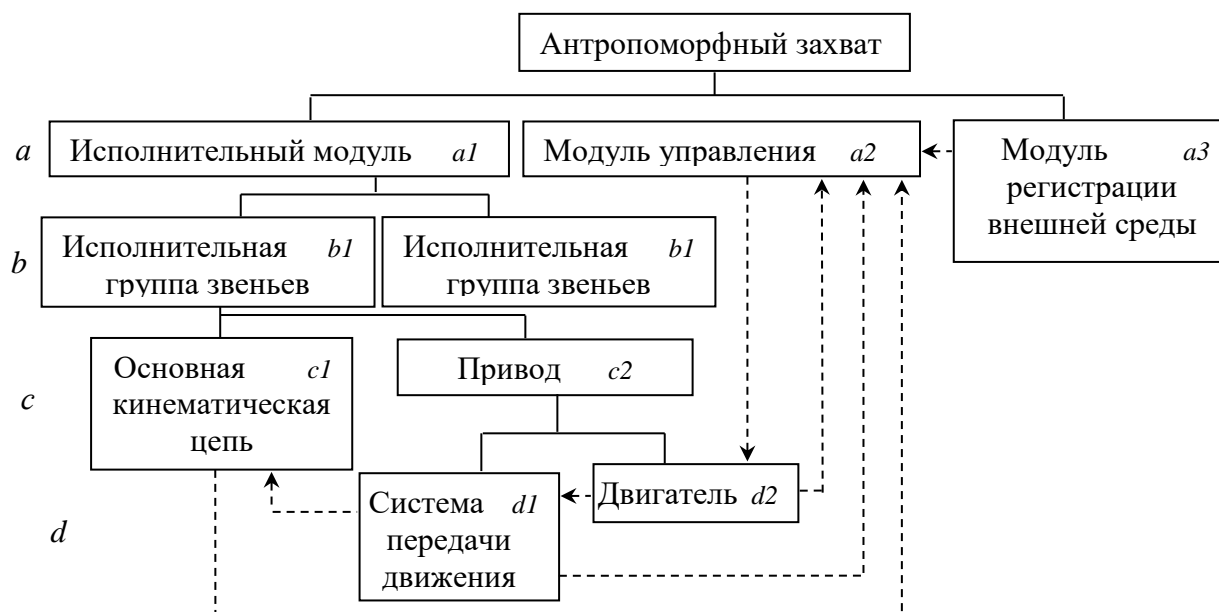 Антропоморфный захват
a
Исполнительный модуль a1
Модуль управления a2
Модуль a3
регистрации
внешней среды
b
Исполнительная b1
группа звеньев
Исполнительная b1
группа звеньев
c
Основная c1
кинематическая
цепь
Привод c2
d
Система d1
передачи
движения
Двигатель d2